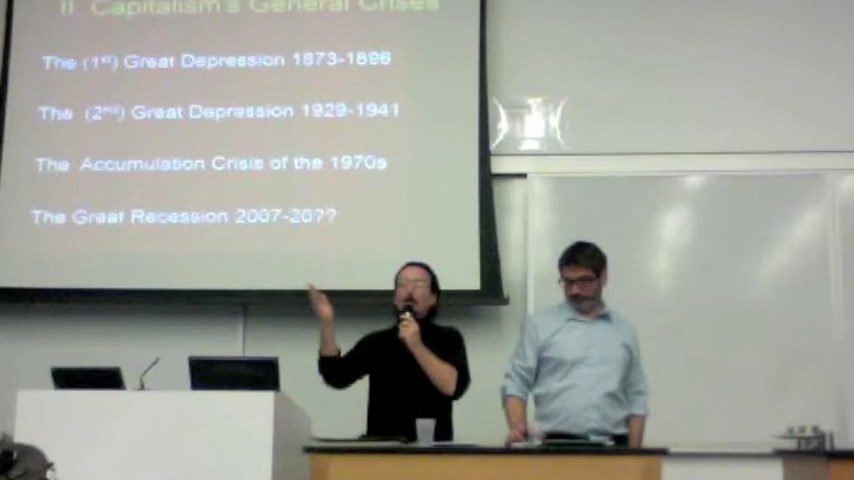 II Capitalism's General Crises
The (1st) Great Depression 1873-1896
The (2nd) Great Depression 1929-1941
The Accumulation Crisis of the 1970s
The Great Recession 2007-20??